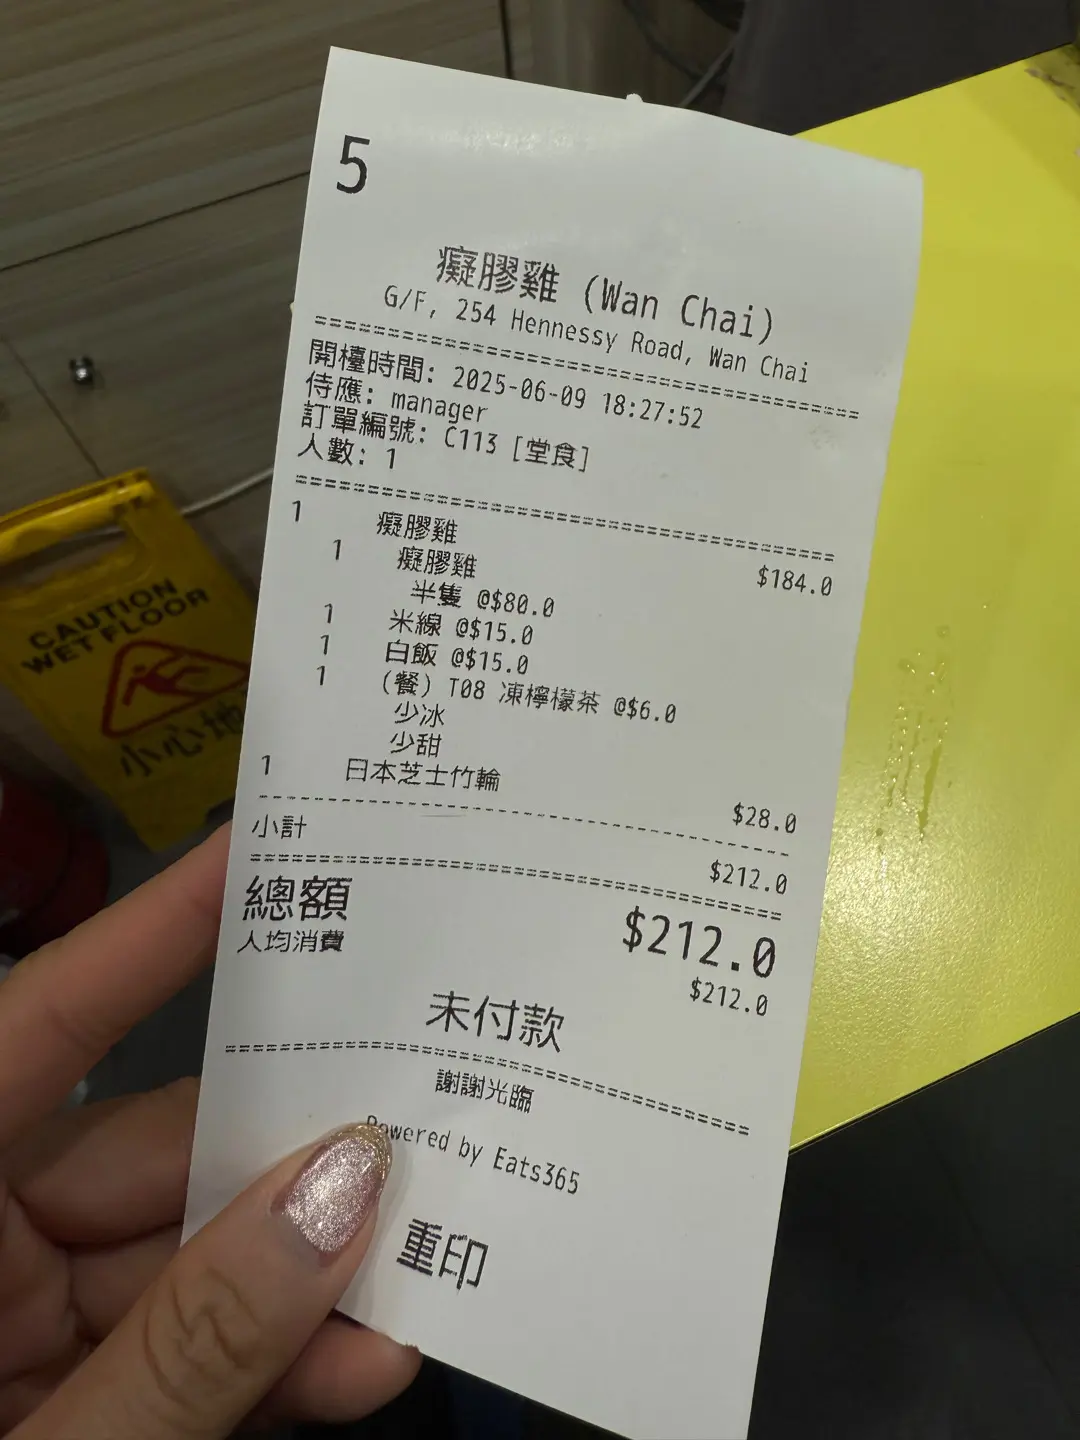 5
癡膠雞 (Wan Chai)
G/F, 254 Hennessy Road, Wan Chai
開檯時間: 2025-06-09 18:27:52
侍應: manager
訂單編號: C113 [堂食]
人數: 1
1 癡膠雞 $184.0
1 癡膠雞
半隻 @$80.0
1 米線 @$15.0
1 白飯 @$15.0
1 (餐) T08 凍檸檬茶 @$6.0
少冰
少甜
1 日本芝士竹輪 $28.0
小計 $212.0
總額 $212.0
人均消費 $212.0
未付款
謝謝光臨
Powered by Eats365
重印
CAUTION
WET FLOOR
小心地